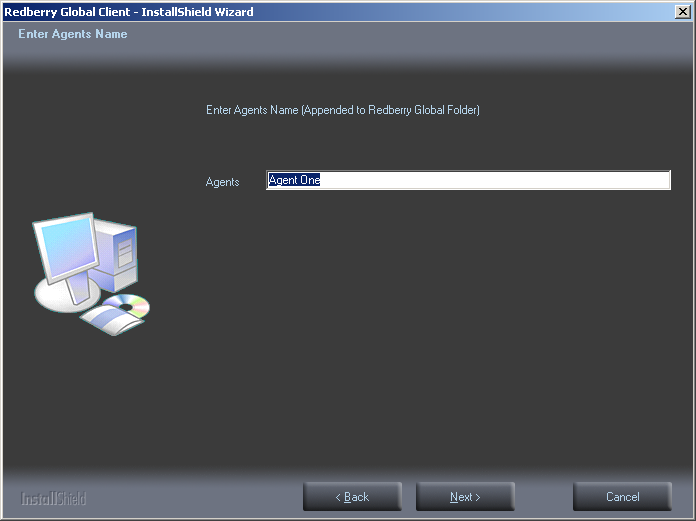 Redberry Global Client - InstallShield Wizard
Enter Agents Name
Enter Agents Name (Appended to Redberry Global Folder)
Agents
Agent One
InstallShield
< Back
Next >
Cancel